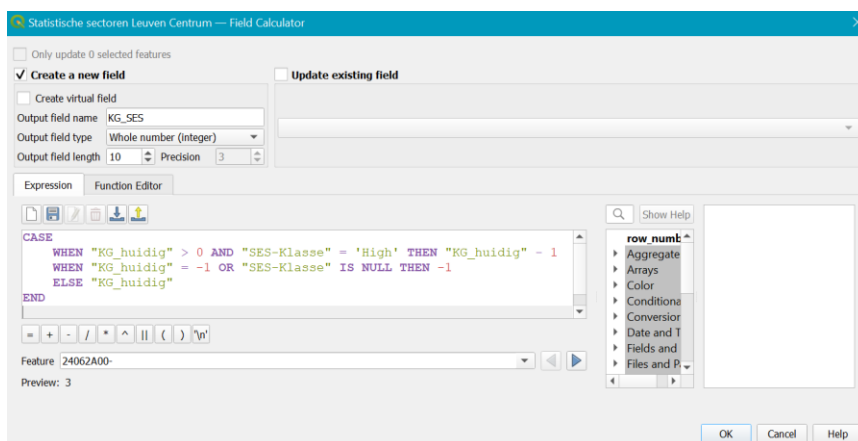 Statistische sectoren Leuven Centrum — Field Calculator
Only update 0 selected features
Create a new field
Update existing field
Create virtual field
Output field name KG_SES
Output field type Whole number (integer)
Output field length 10 Precision 3
Expression Function Editor
Show Help
CASE
WHEN "KG_huidig" > 0 AND "SES-Klasse" = 'High' THEN "KG_huidig" - 1
WHEN "KG_huidig" = -1 OR "SES-Klasse" IS NULL THEN -1
ELSE "KG_huidig"
END
row_numb
Aggregate
Arrays
Color
Conditiona
Conversion
Date and T
Fields and
Files and P
= + - / * ^ || ( ) '\n'
Feature 24062A00-
Preview: 3
OK Cancel Help